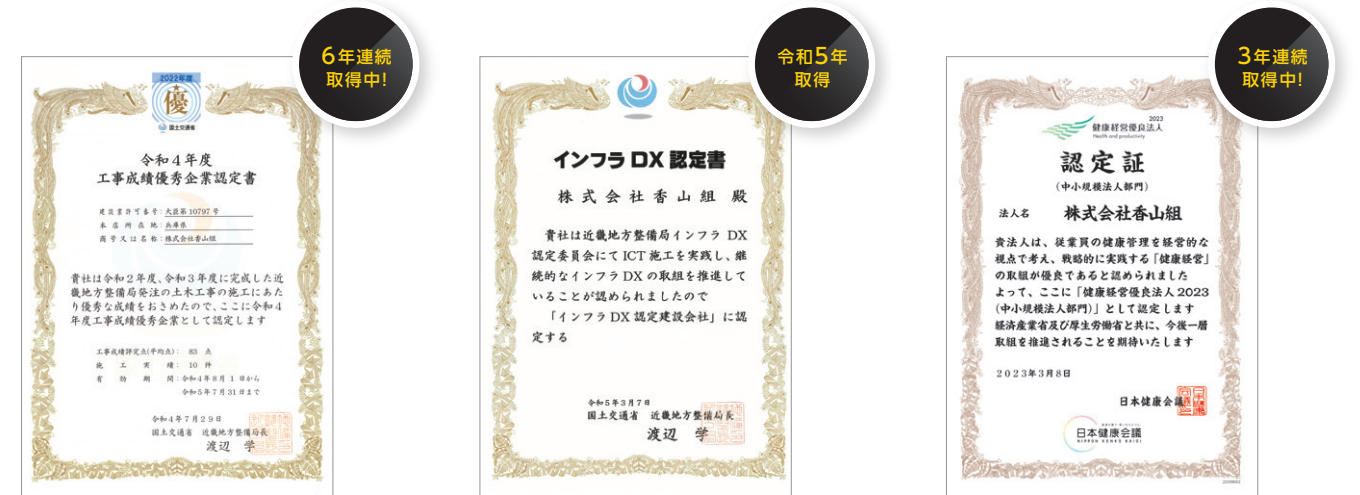 6年連続
取得中!
2022年度
優
国土交通省
令和4年度
工事成績優秀企業認定書
建設業許可番号：大臣第10797号
本店所在地：兵庫県
商号又は名称：株式会社香山組
貴社は令和2年度、令和3年度に完成した近
畿地方整備局発注の土木工事の施工にあた
り優秀な成績をおさめたので、ここに令和4
年度工事成績優秀企業として認定します
工事成績評定点(平均点)： 83 点
施工実績： 10 件
有効期間：令和4年8月1日から
令和5年7月31日まで
令和4年7月29日
国土交通省 近畿地方整備局長
渡辺 学
令和5年
取得
インフラDX 認定書
株式会社香山組 殿
貴社は近畿地方整備局インフラ DX
認定委員会にて ICT 施工を実践し、継
続的なインフラ DX の取組を推進して
いることが認められましたので
「インフラ DX 認定建設会社」に認
定する
令和5年3月7日
国土交通省 近畿地方整備局長
渡辺 学
3年連続
取得中!
2023
健康経営優良法人
Health and productivity
認定証
(中小規模法人部門)
法人名 株式会社香山組
貴法人は、従業員の健康管理を経営的な
視点で考え、戦略的に実践する「健康経営」
の取組が優良であると認められました
よって、ここに「健康経営優良法人2023
(中小規模法人部門)」として認定します
経済産業省及び厚生労働省と共に、今後一層
取組を推進されることを期待いたします
2023年3月8日
日本健康会議
日本健康会議
NIPPON KENKO KAIGI